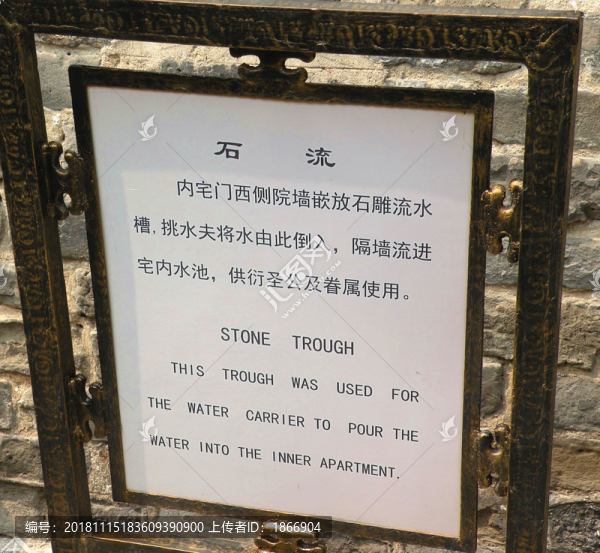 石 流
内宅门西侧院墙嵌放石雕流水
槽,挑水夫将水由此倒入，隔墙流进
宅内水池，供衍圣公及眷属使用。
STONE TROUGH
THIS TROUGH WAS USED FOR
THE WATER CARRIER TO POUR THE
WATER INTO THE INNER APARTMENT.
汇图网
编号:20181115183609390900 上传者ID:1866904